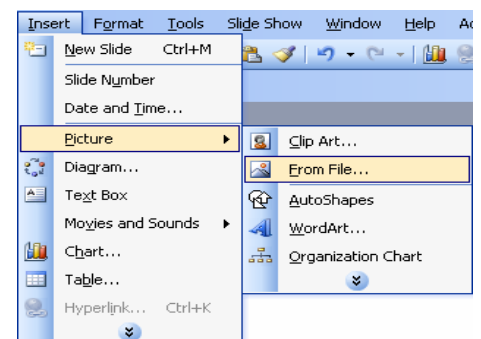 Insert Format Tools Slide Show Window Help
New Slide Ctrl+M
Slide Number
Date and Time...
Picture
Clip Art...
Diagram...
From File...
Text Box
AutoShapes
Movies and Sounds
WordArt...
Chart...
Organization Chart
Table...
Hyperlink... Ctrl+K